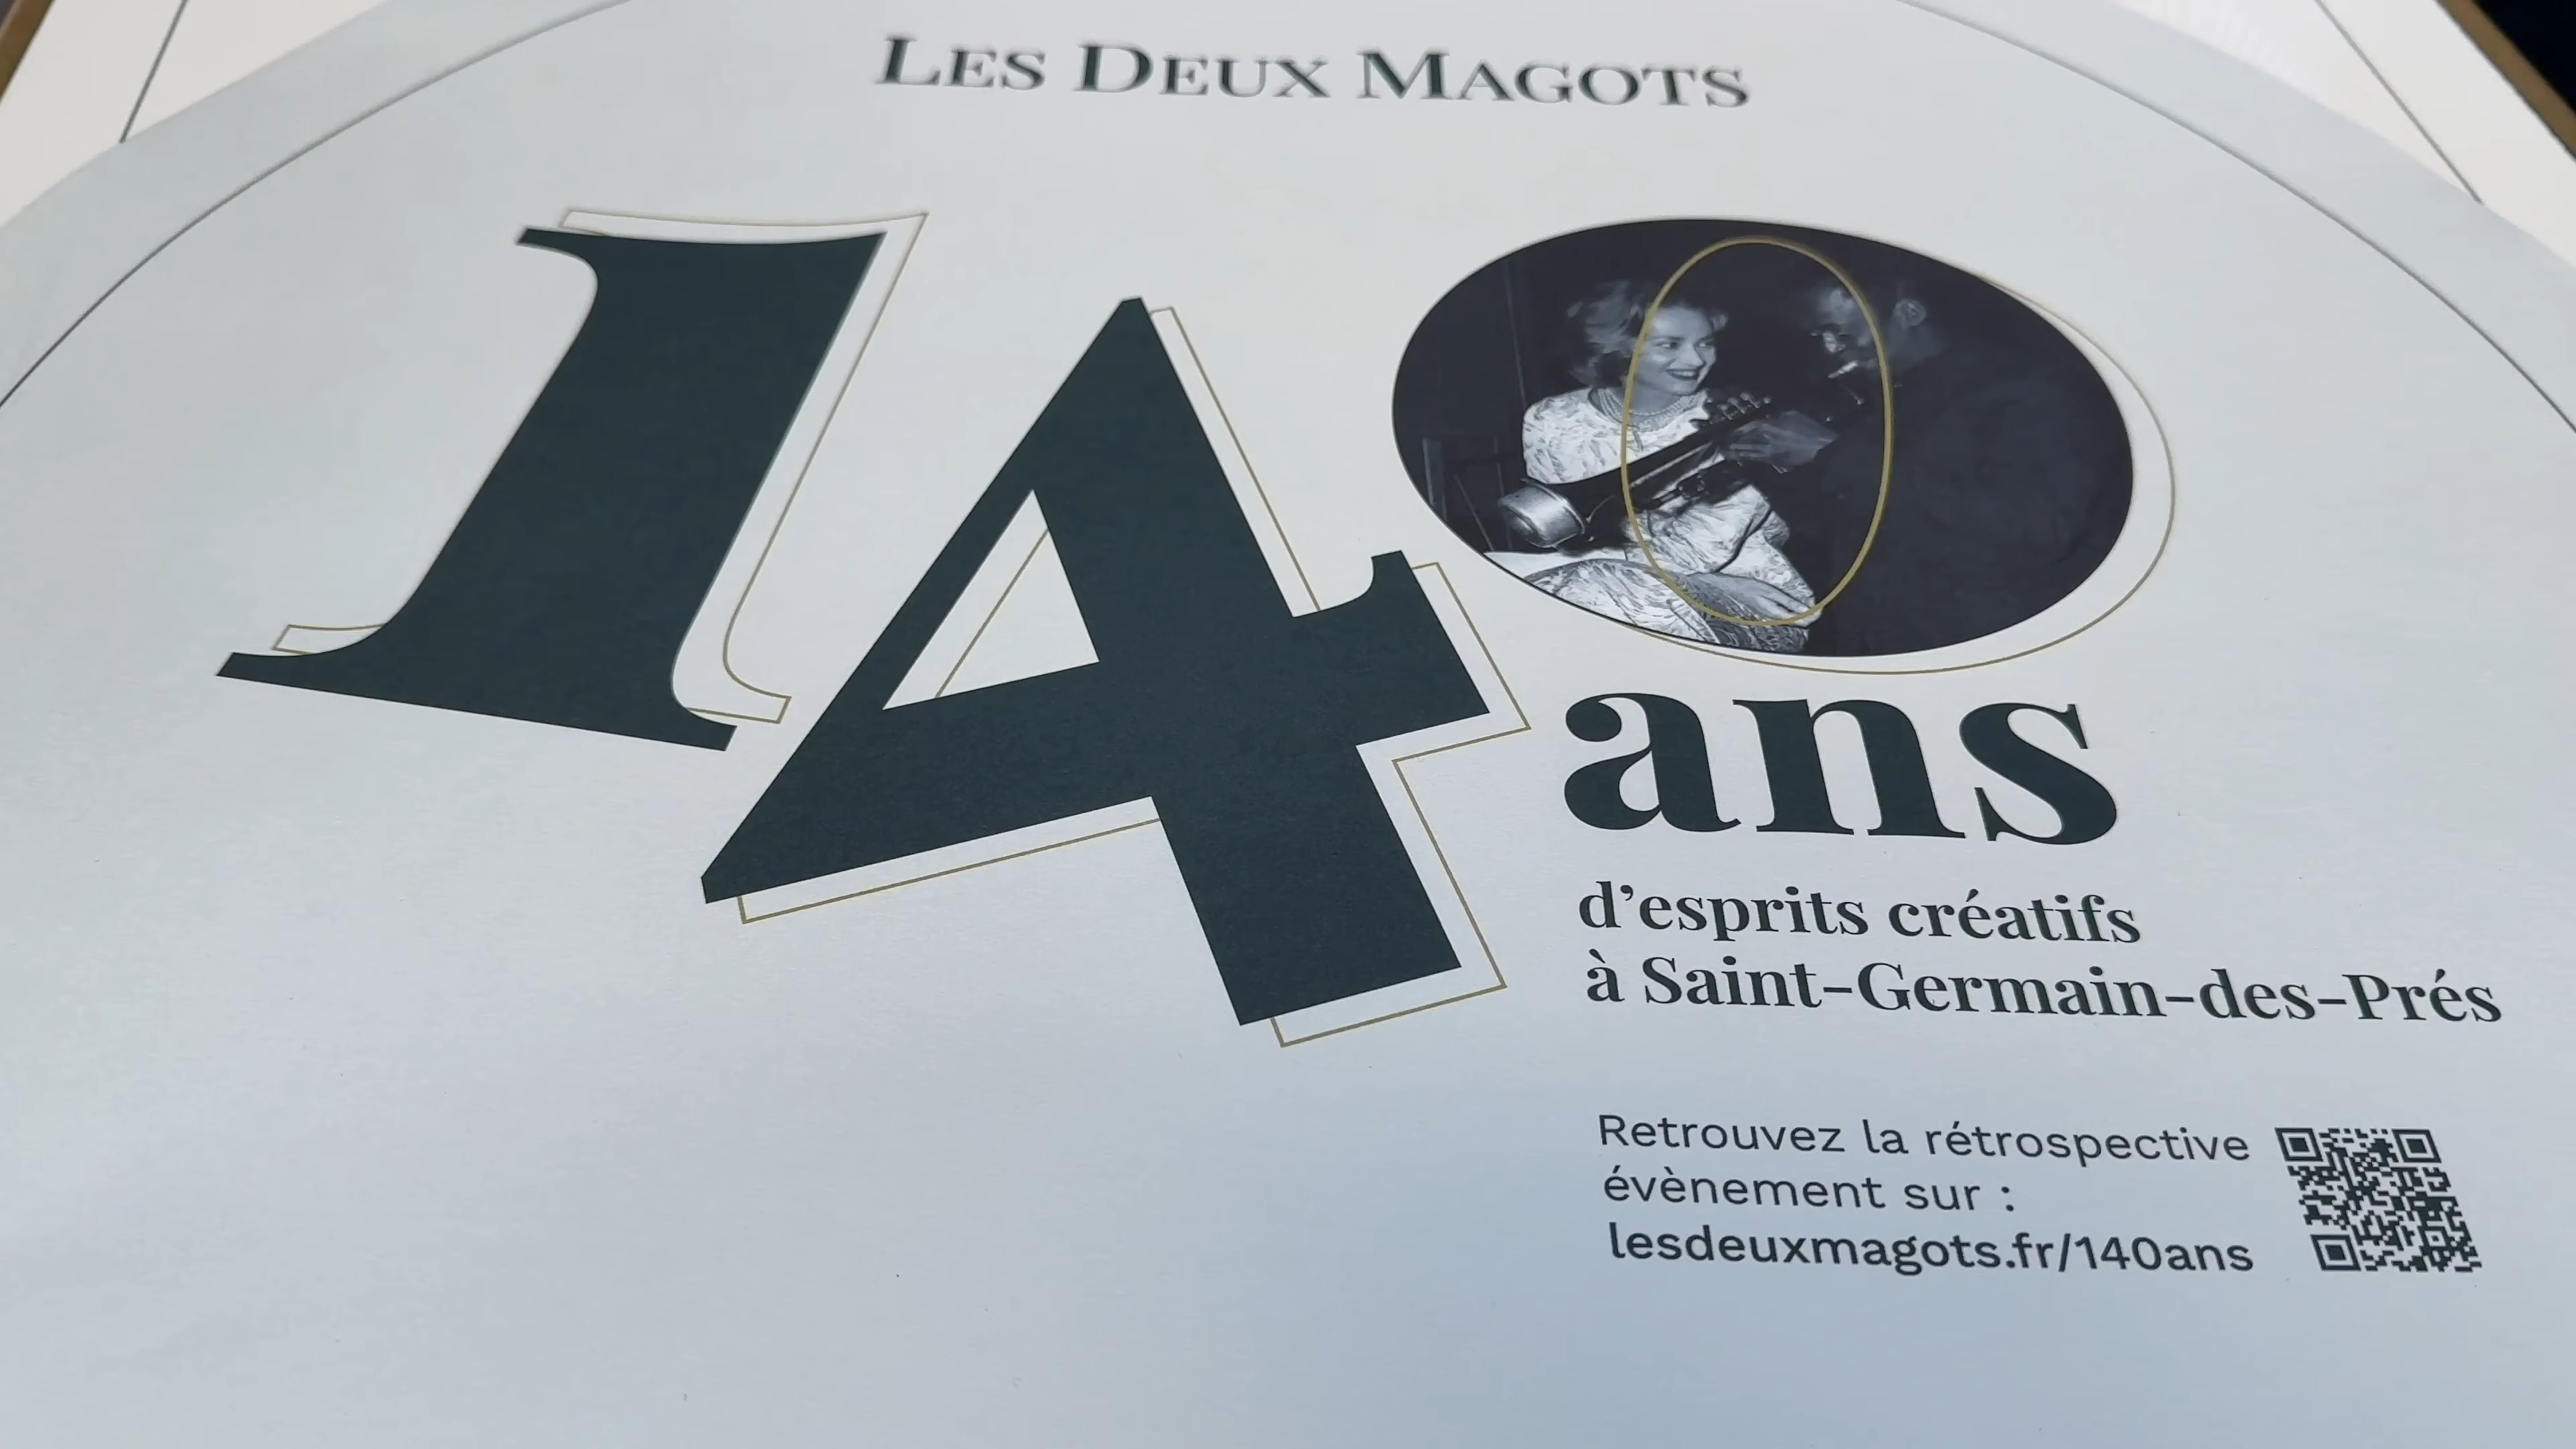 LES DEUX MAGOTS
140
ans
d'esprits créatifs
à Saint-Germain-des-Prés
Retrouvez la rétrospective
évènement sur :
lesdeuxmagots.fr/140ans